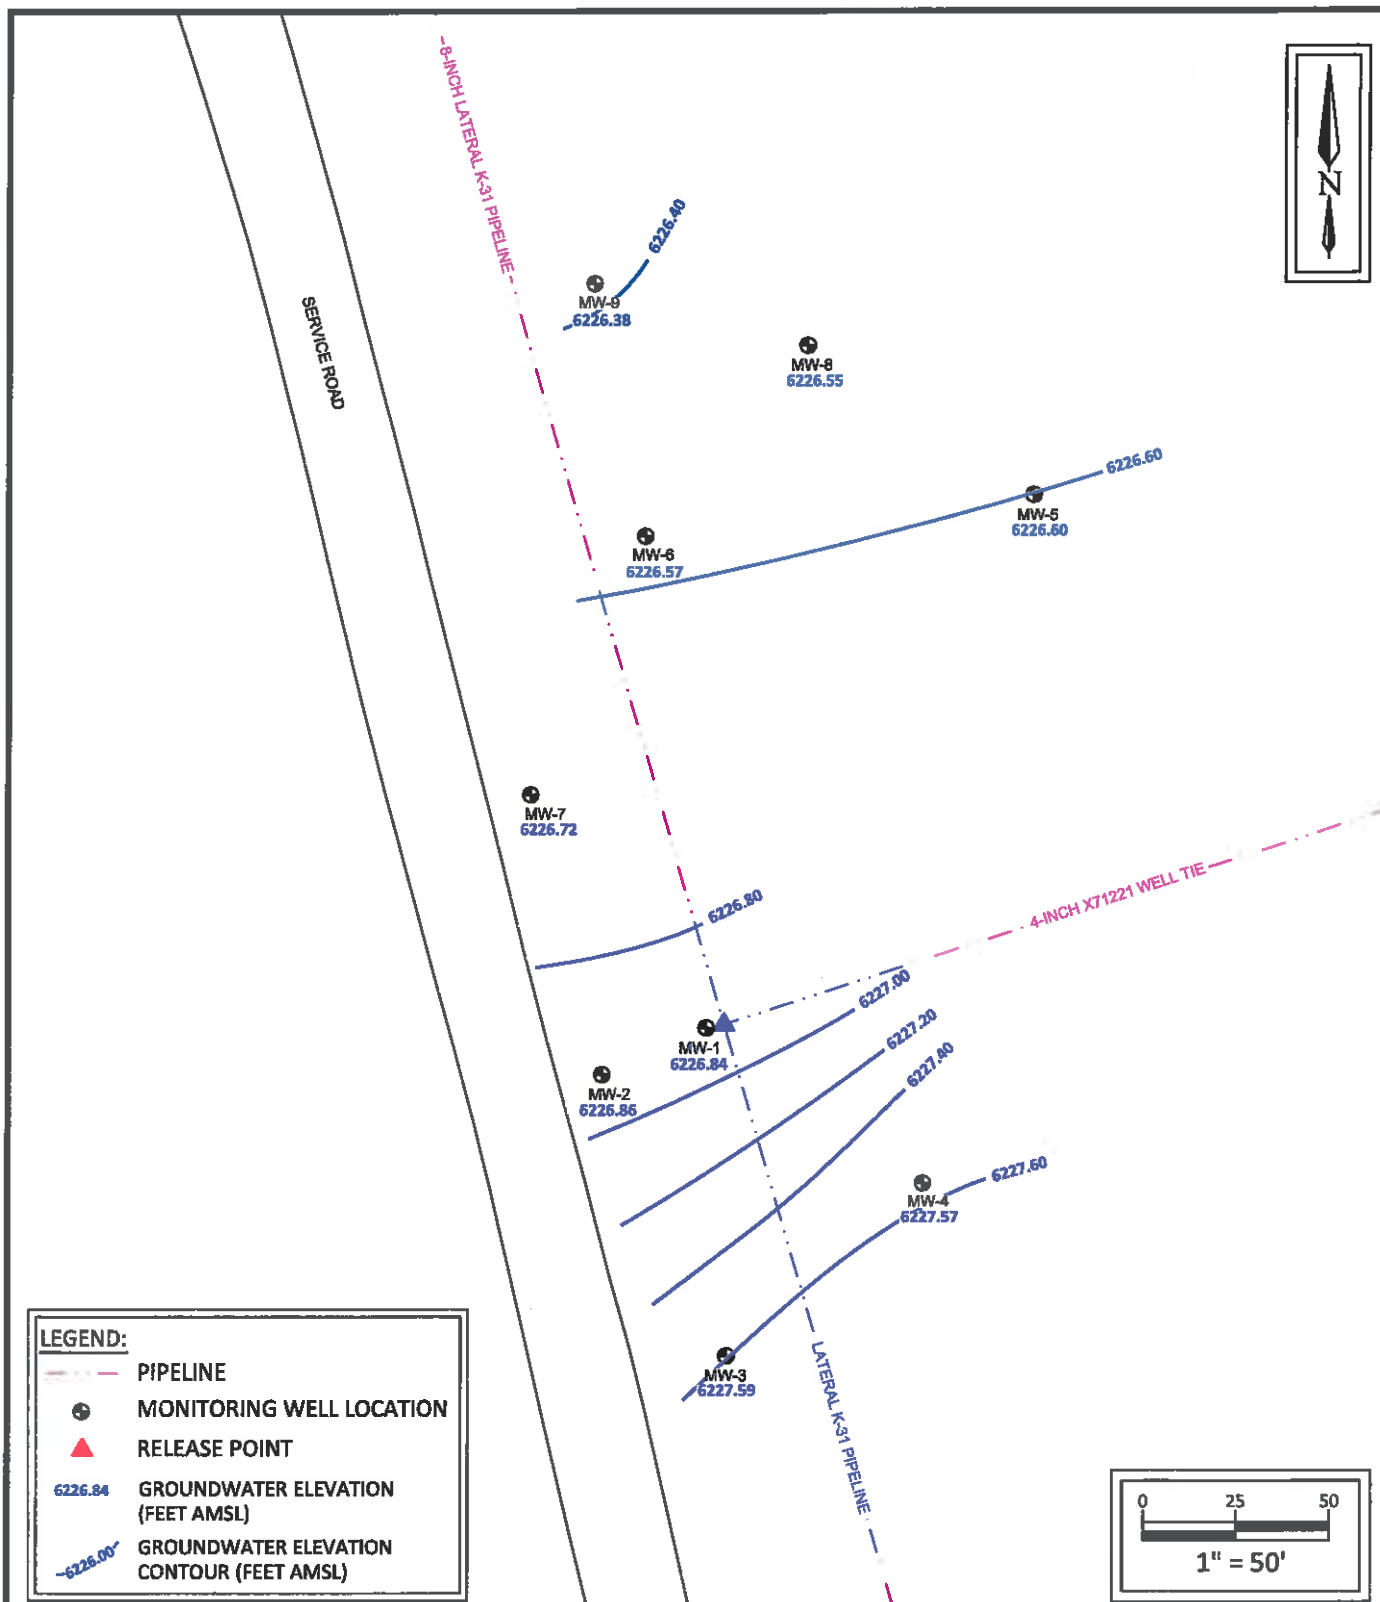 -8-INCH LATERAL K-31 PIPELINE-
N
6226.40
MW-9
6226.38
SERVICE ROAD
MW-8
6226.55
6226.60
MW-5
6226.60
MW-6
6226.57
MW-7
6226.72
4-INCH X71221 WELL TIE
6226.80
6227.00
6227.20
MW-1
6226.84
6227.40
MW-2
6226.86
6227.60
MW-4
6227.57
MW-3
6227.59
LATERAL K-31 PIPELINE
LEGEND:
PIPELINE
MONITORING WELL LOCATION
RELEASE POINT
6226.84 GROUNDWATER ELEVATION
(FEET AMSL)
6226.00 GROUNDWATER ELEVATION
CONTOUR (FEET AMSL)
0 25 50
1" = 50'